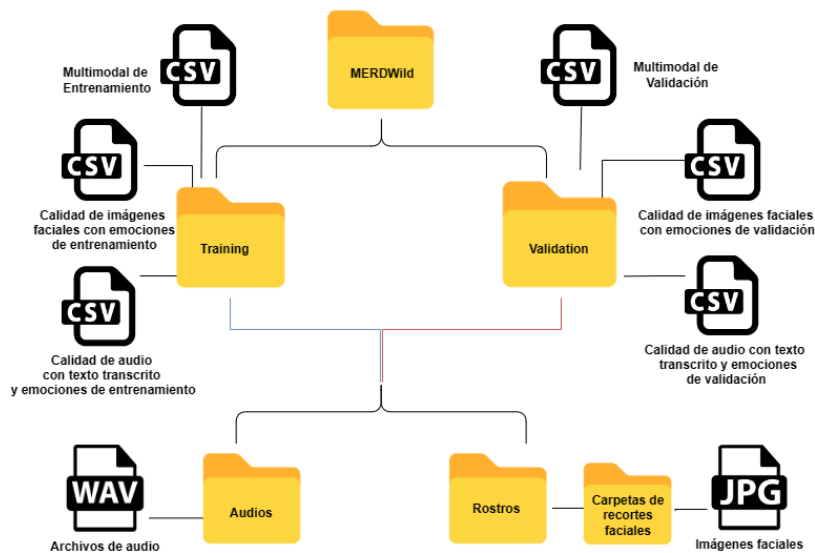 CSV
Multimodal de
Entrenamiento
MERDWild
CSV
Multimodal de
Validación
CSV
Calidad de imágenes
faciales con emociones
de entrenamiento
Training
Validation
CSV
Calidad de imágenes faciales
con emociones de validación
CSV
Calidad de audio
con texto transcrito
y emociones de entrenamiento
CSV
Calidad de audio con texto
transcrito y emociones
de validación
WAV
Archivos de audio
Audios
Rostros
Carpetas de
recortes
faciales
JPG
Imágenes faciales